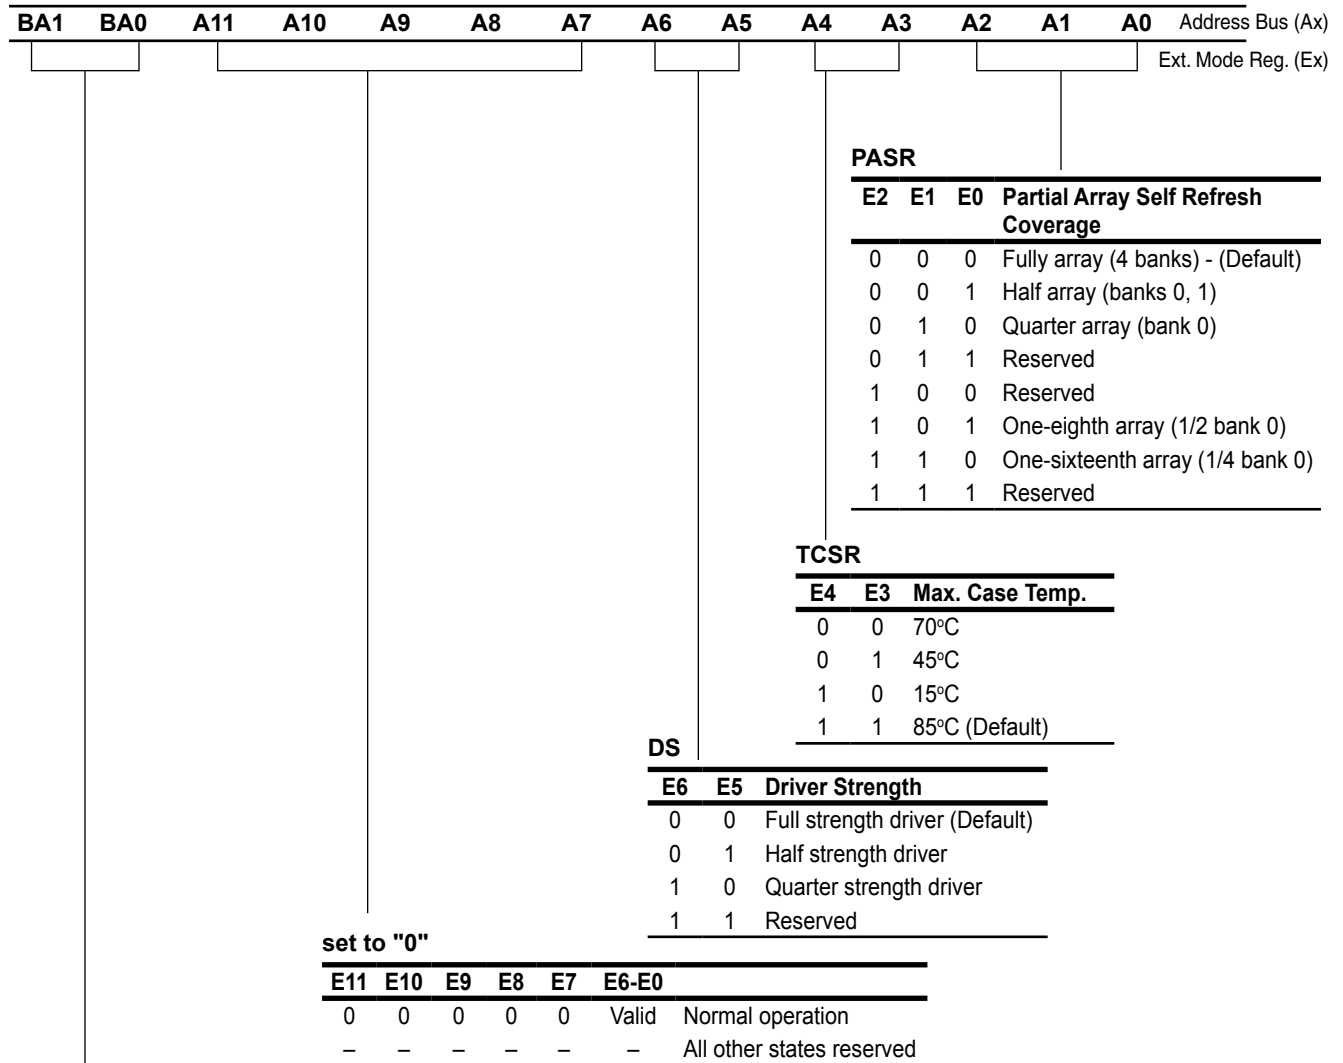 BA1 BA0 A11 A10 A9 A8 A7 A6 A5 A4 A3 A2 A1 A0 Address Bus (Ax)
Ext. Mode Reg. (Ex)
PASR
E2 E1 E0 Partial Array Self Refresh
Coverage
0 0 0 Fully array (4 banks) - (Default)
0 0 1 Half array (banks 0, 1)
0 1 0 Quarter array (bank 0)
0 1 1 Reserved
1 0 0 Reserved
1 0 1 One-eighth array (1/2 bank 0)
1 1 0 One-sixteenth array (1/4 bank 0)
1 1 1 Reserved
TCSR
E4 E3 Max. Case Temp.
0 0 70°C
0 1 45°C
1 0 15°C
1 1 85°C (Default)
DS
E6 E5 Driver Strength
0 0 Full strength driver (Default)
0 1 Half strength driver
1 0 Quarter strength driver
1 1 Reserved
set to "0"
E11 E10 E9 E8 E7 E6-E0
0 0 0 0 0 Valid Normal operation
– – – – – – All other states reserved